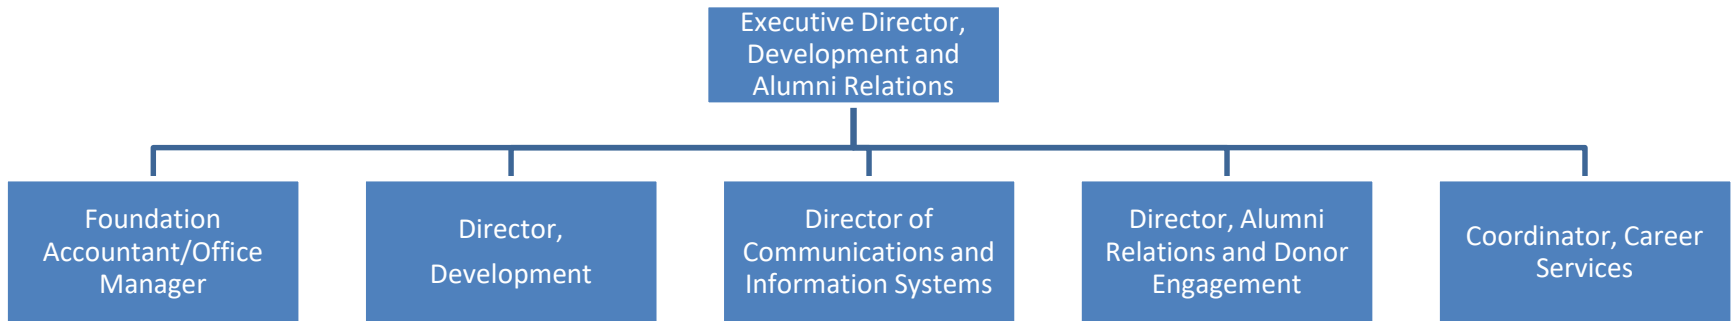 Executive Director,
Development and
Alumni Relations
Foundation
Accountant/Office
Manager
Director,
Development
Director of
Communications and
Information Systems
Director, Alumni
Relations and Donor
Engagement
Coordinator, Career
Services